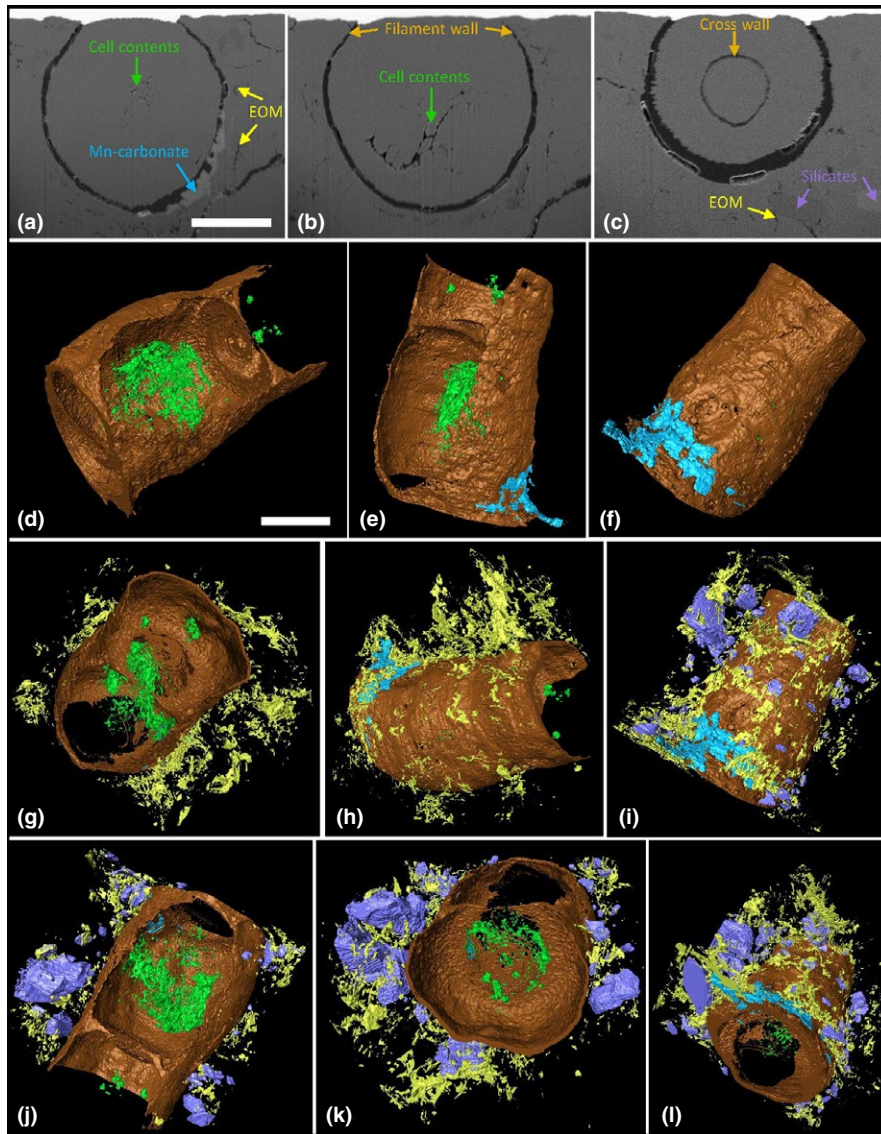 Cell contents
EOM
Mn-carbonate
(a)
Filament wall
Cell contents
(b)
Cross wall
Silicates
EOM
(c)
(d)
(e)
(f)
(g)
(h)
(i)
(j)
(k)
(l)